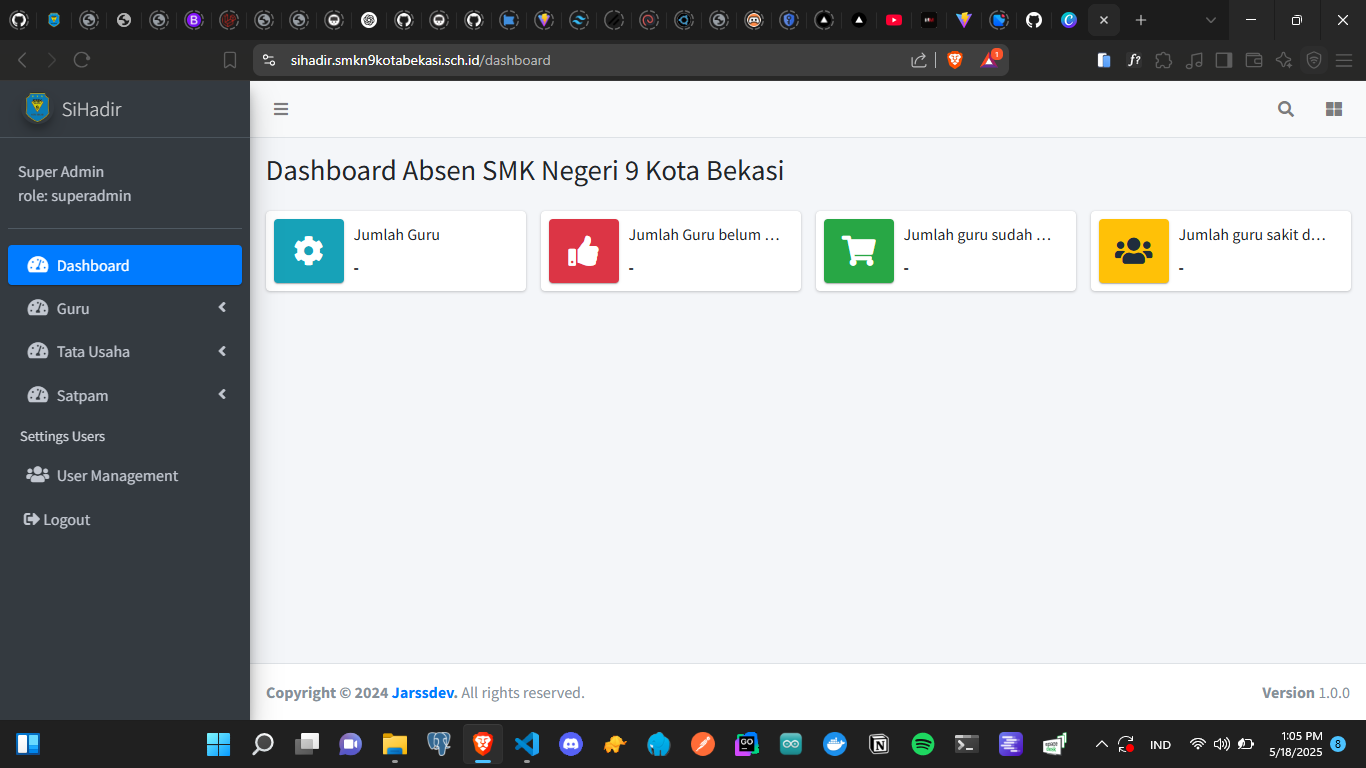 sihadir.smkn9kotabekasi.sch.id/dashboard
1
f?
SiHadir
Super Admin
role: superadmin
Dashboard
Guru
Tata Usaha
Satpam
Settings Users
User Management
Logout
Dashboard Absen SMK Negeri 9 Kota Bekasi
Jumlah Guru
-
Jumlah Guru belum ...
-
Jumlah guru sudah ...
-
Jumlah guru sakit d...
-
Copyright © 2024 Jarssdev. All rights reserved.
Version 1.0.0
GO
IND
1:05 PM
5/18/2025
8